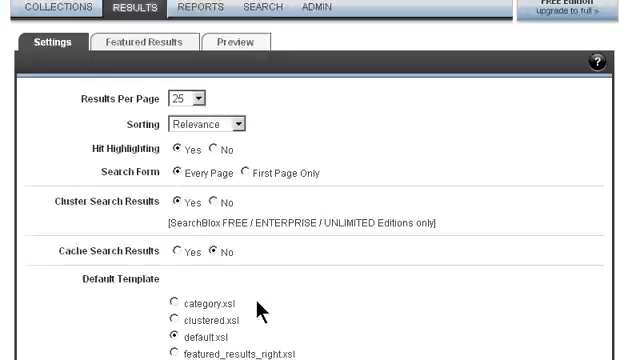 COLLECTIONS RESULTS REPORTS SEARCH ADMIN
FREE Edition
upgrade to full »
Settings Featured Results Preview
?
Results Per Page 25
Sorting Relevance
Hit Highlighting Yes No
Search Form Every Page First Page Only
Cluster Search Results Yes No
[SearchBlox FREE / ENTERPRISE / UNLIMITED Editions only]
Cache Search Results Yes No
Default Template
category.xsl
clustered.xsl
default.xsl
featured_results_right.xsl